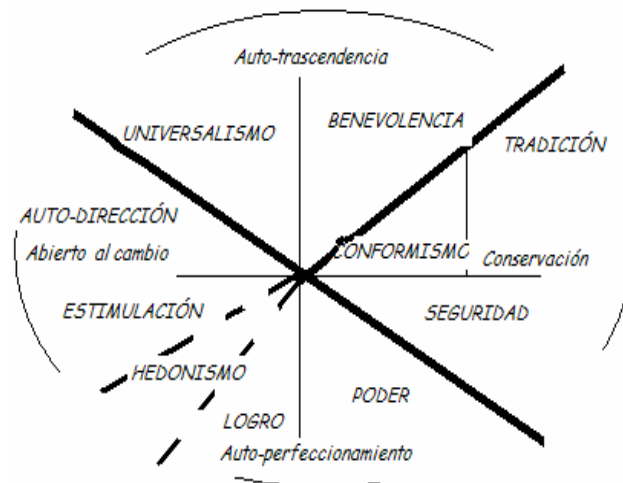 Auto-trascendencia
UNIVERSALISMO
BENEVOLENCIA
TRADICIÓN
AUTO-DIRECCIÓN
Abierto al cambio
CONFORMISMO
Conservación
ESTIMULACIÓN
SEGURIDAD
HEDONISMO
PODER
LOGRO
Auto-perfeccionamiento